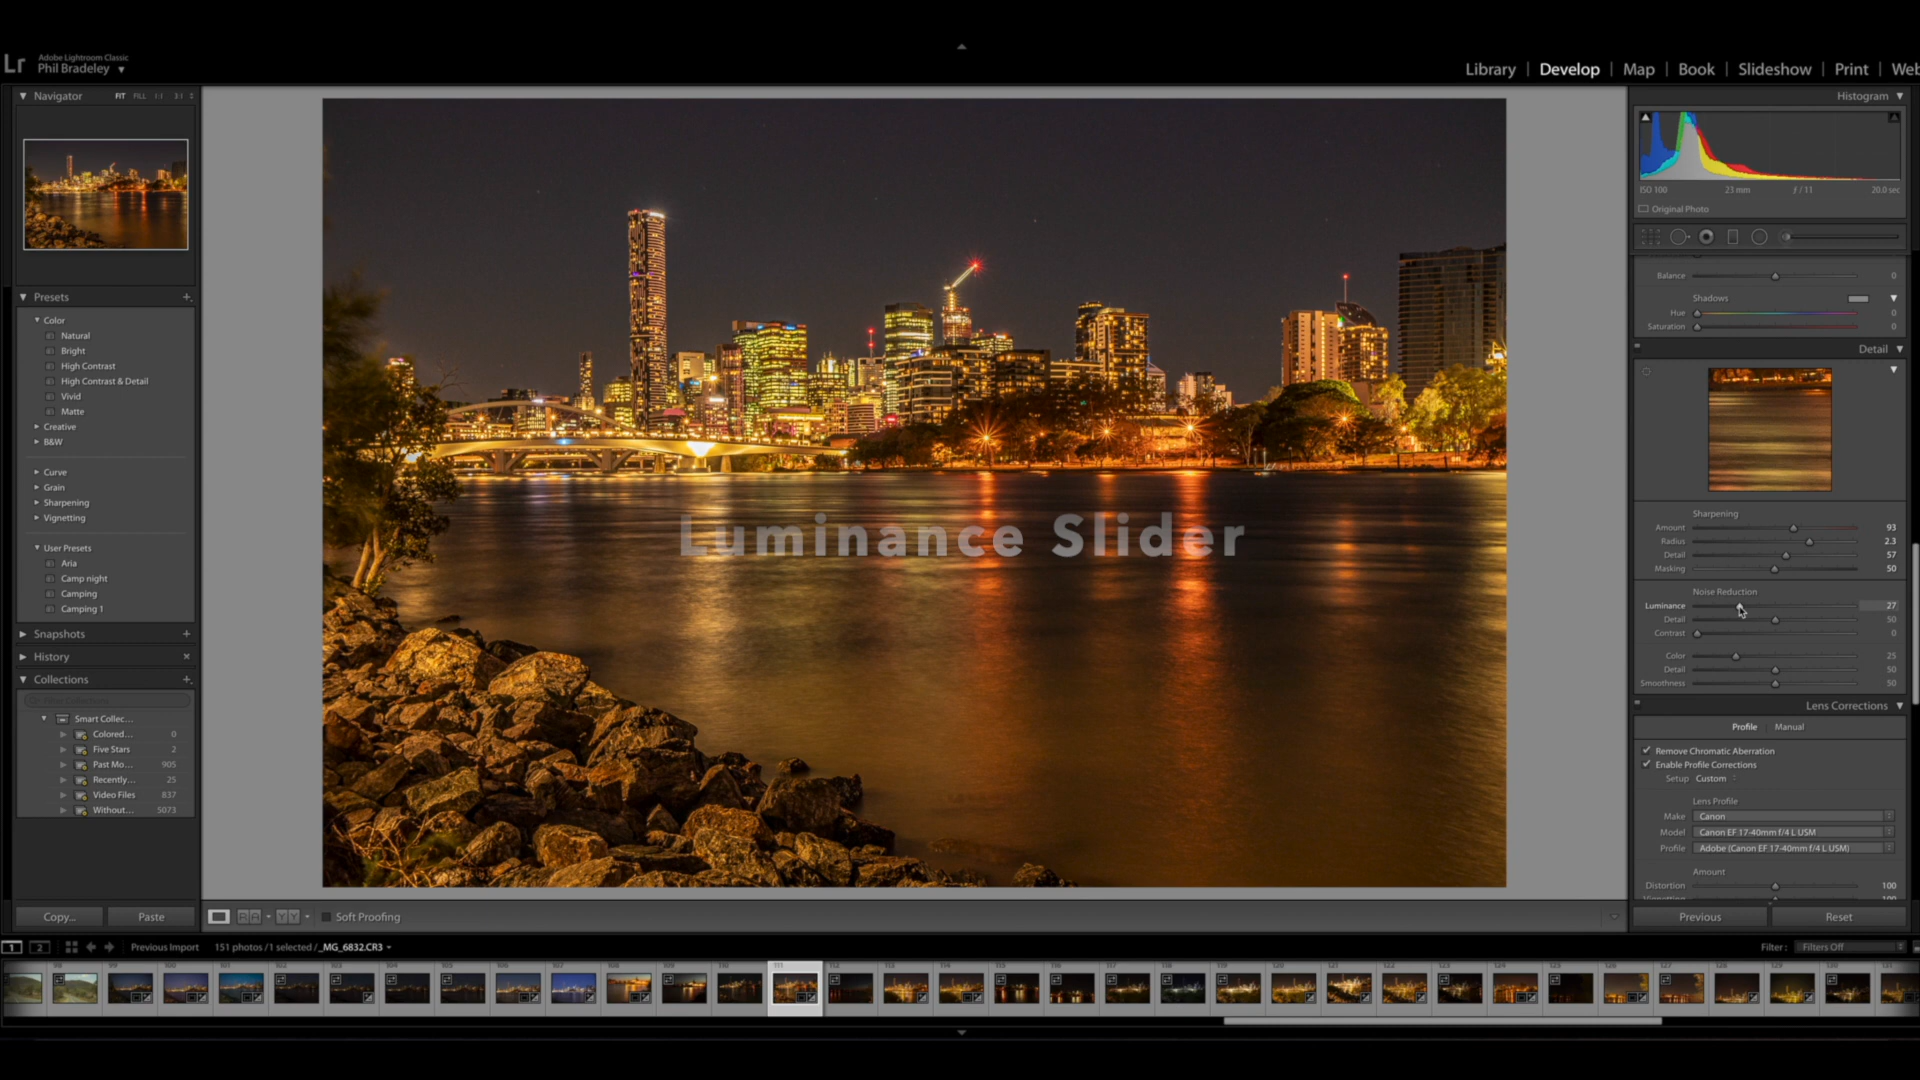 Lr
Adobe Lightroom Classic
Phil Bradeley
Library | Develop | Map | Book | Slideshow | Print | Web
Navigator
FIT FILL 1:1 3:1
Presets
Color
Natural
Bright
High Contrast
High Contrast & Detail
Vivid
Matte
Creative
B&W
Curve
Grain
Sharpening
Vignetting
User Presets
Aria
Camp night
Camping
Camping 1
Snapshots
History
Collections
Smart Collec...
Colored... 0
Five Stars 2
Past Mo... 905
Recently... 25
Video Files 837
Without... 5073
Copy... Paste
Luminance Slider
Soft Proofing
Histogram
ISO 100 23 mm ƒ / 11 20.0 sec
Original Photo
Balance 0
Shadows
Hue 0
Saturation 0
Detail
Sharpening
Amount 93
Radius 2.3
Detail 57
Masking 50
Noise Reduction
Luminance 27
Detail 50
Contrast 0
Color 25
Detail 50
Smoothness 50
Lens Corrections
Profile Manual
Remove Chromatic Aberration
Enable Profile Corrections
Setup Custom
Lens Profile
Make Canon
Model Canon EF 17-40mm f/4 L USM
Profile Adobe (Canon EF 17-40mm f/4 L USM)
Amount
Distortion 100
Previous Reset
1 2 Previous Import 151 photos / 1 selected / _MG_6832.CR3
Filter : Filters Off